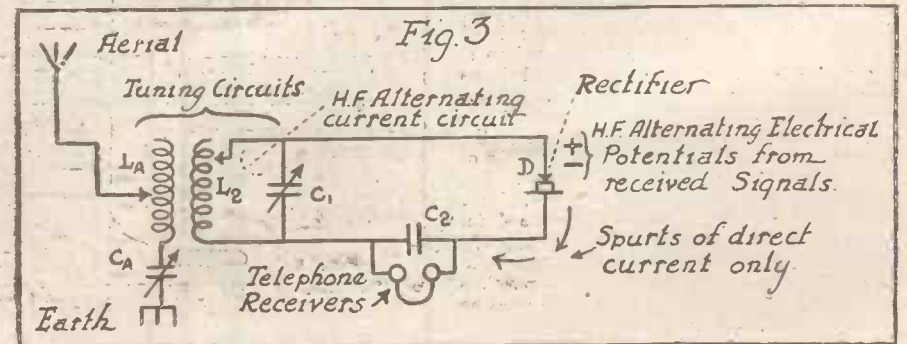 Fig. 3
Aerial
Tuning Circuits
H.F. Alternating
current circuit
Rectifier
H.F. Alternating Electrical
Potentials from
received Signals.
+
−
LA
L2
C1
D
C2
CA
Spurts of direct
current only
Telephone
Receivers
Earth